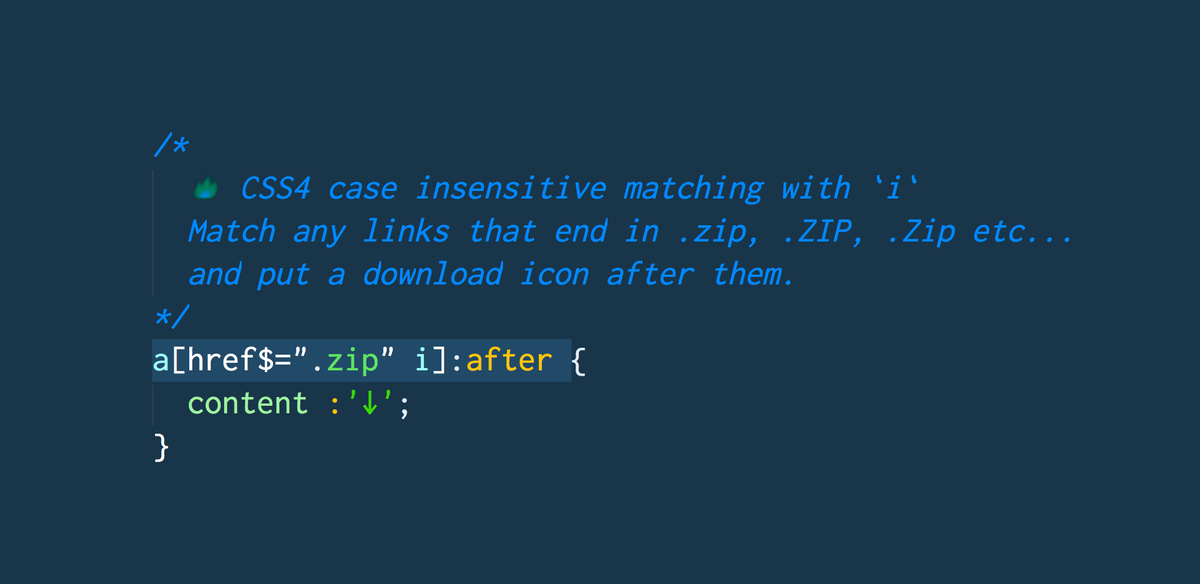 /*
🔥 CSS4 case insensitive matching with `i`
Match any links that end in .zip, .ZIP, .Zip etc...
and put a download icon after them.
*/
a[href$=".zip" i]:after {
content :'↓';
}